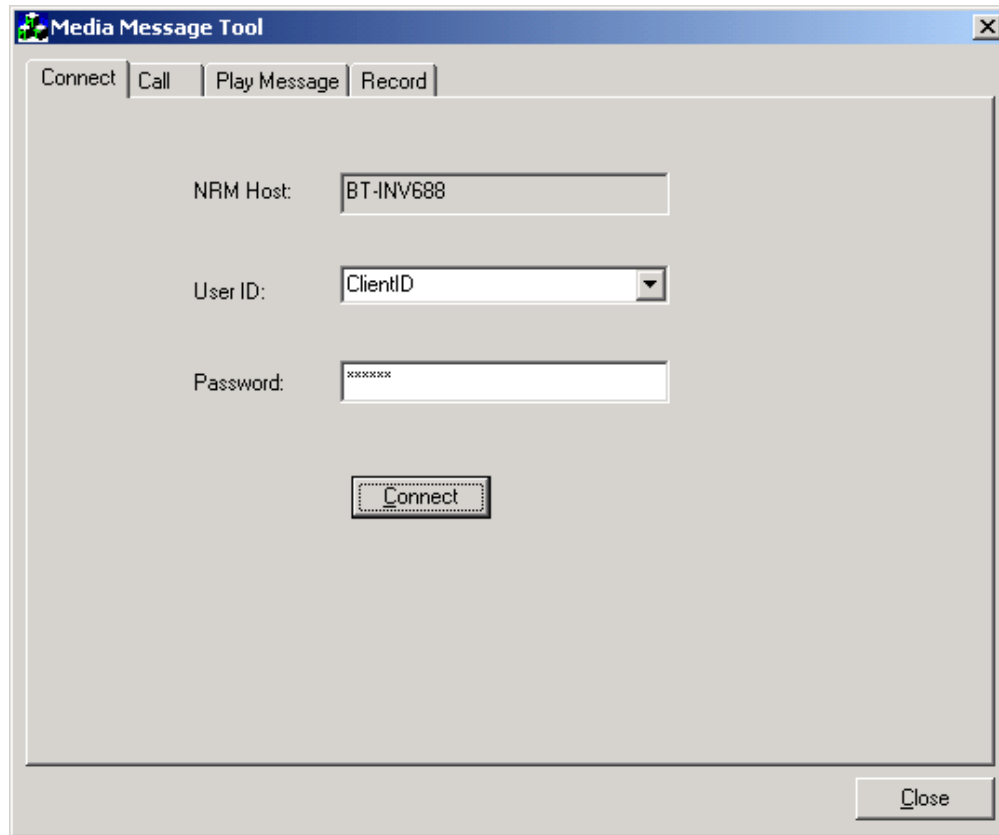 Media Message Tool
Connect Call Play Message Record
NRM Host: BT-INV688
User ID: ClientID
Password: ××××××
Connect
Close